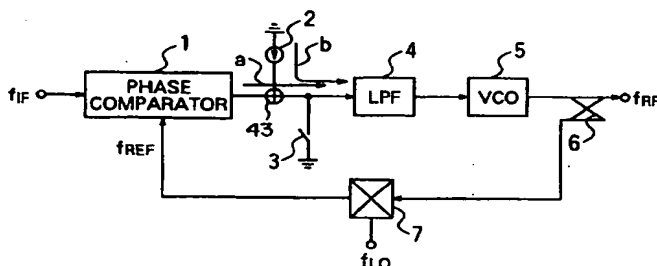 1
2
a
b
4
5
fIF
PHASE
COMPARATOR
43
LPF
VCO
fRF
6
3
fREF
7
fLO